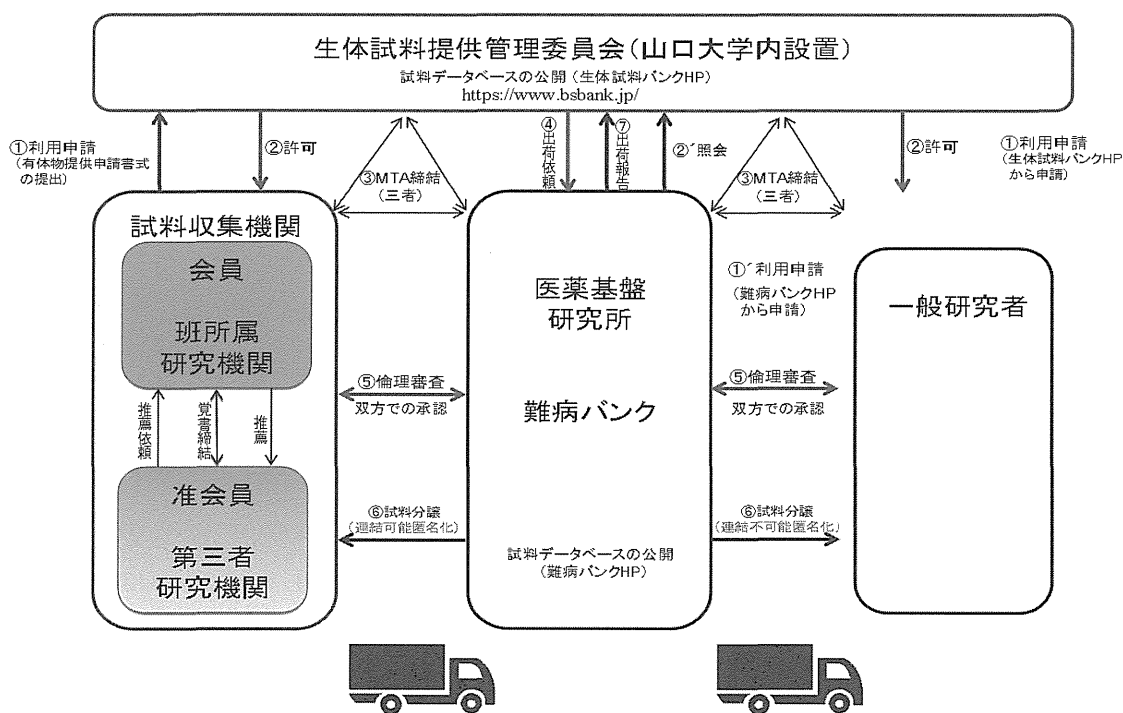 生体試料提供管理委員会(山口大学内設置)
試料データベースの公開(生体試料バンクHP)
https://www.bsbank.jp/
①利用申請
(有体物提供申請書式
の提出)
②許可
③MTA締結
(三者)
④出荷依頼
⑦出荷報告
②´照会
③MTA締結
(三者)
②許可
①利用申請
(生体試料バンクHP
から申請)
試料収集機関
会員
班所属
研究機関
推薦依頼
覚書締結
推薦
准会員
第三者
研究機関
⑤倫理審査
双方での承認
⑥試料分譲
(連結可能匿名化)
医薬基盤
研究所
難病バンク
試料データベースの公開
(難病バンクHP)
①´利用申請
(難病バンクHP
から申請)
⑤倫理審査
双方での承認
⑥試料分譲
(連結不可能匿名化)
一般研究者